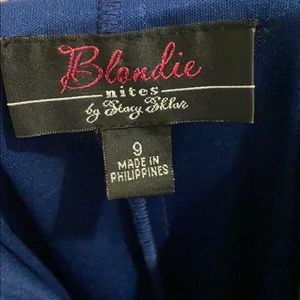 Blondie
nites
by Stacy Sklar
9
MADE IN
PHILIPPINES